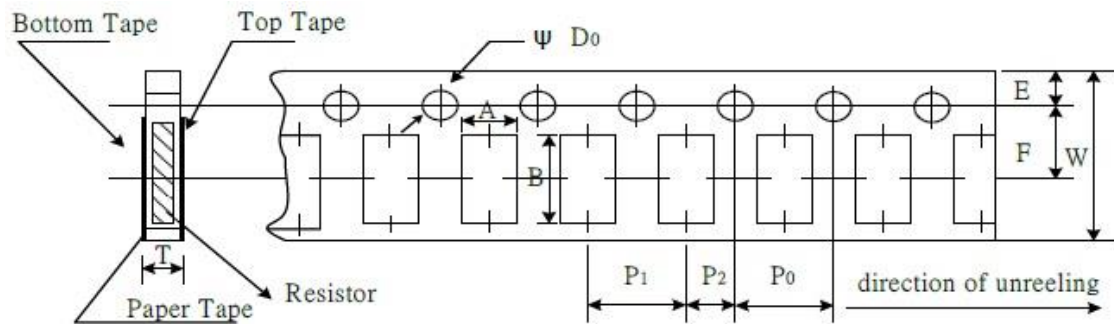 Bottom Tape
Top Tape
Ψ D0
E
A
F
W
B
T
P1
P2
P0
direction of unreeling
Resistor
Paper Tape